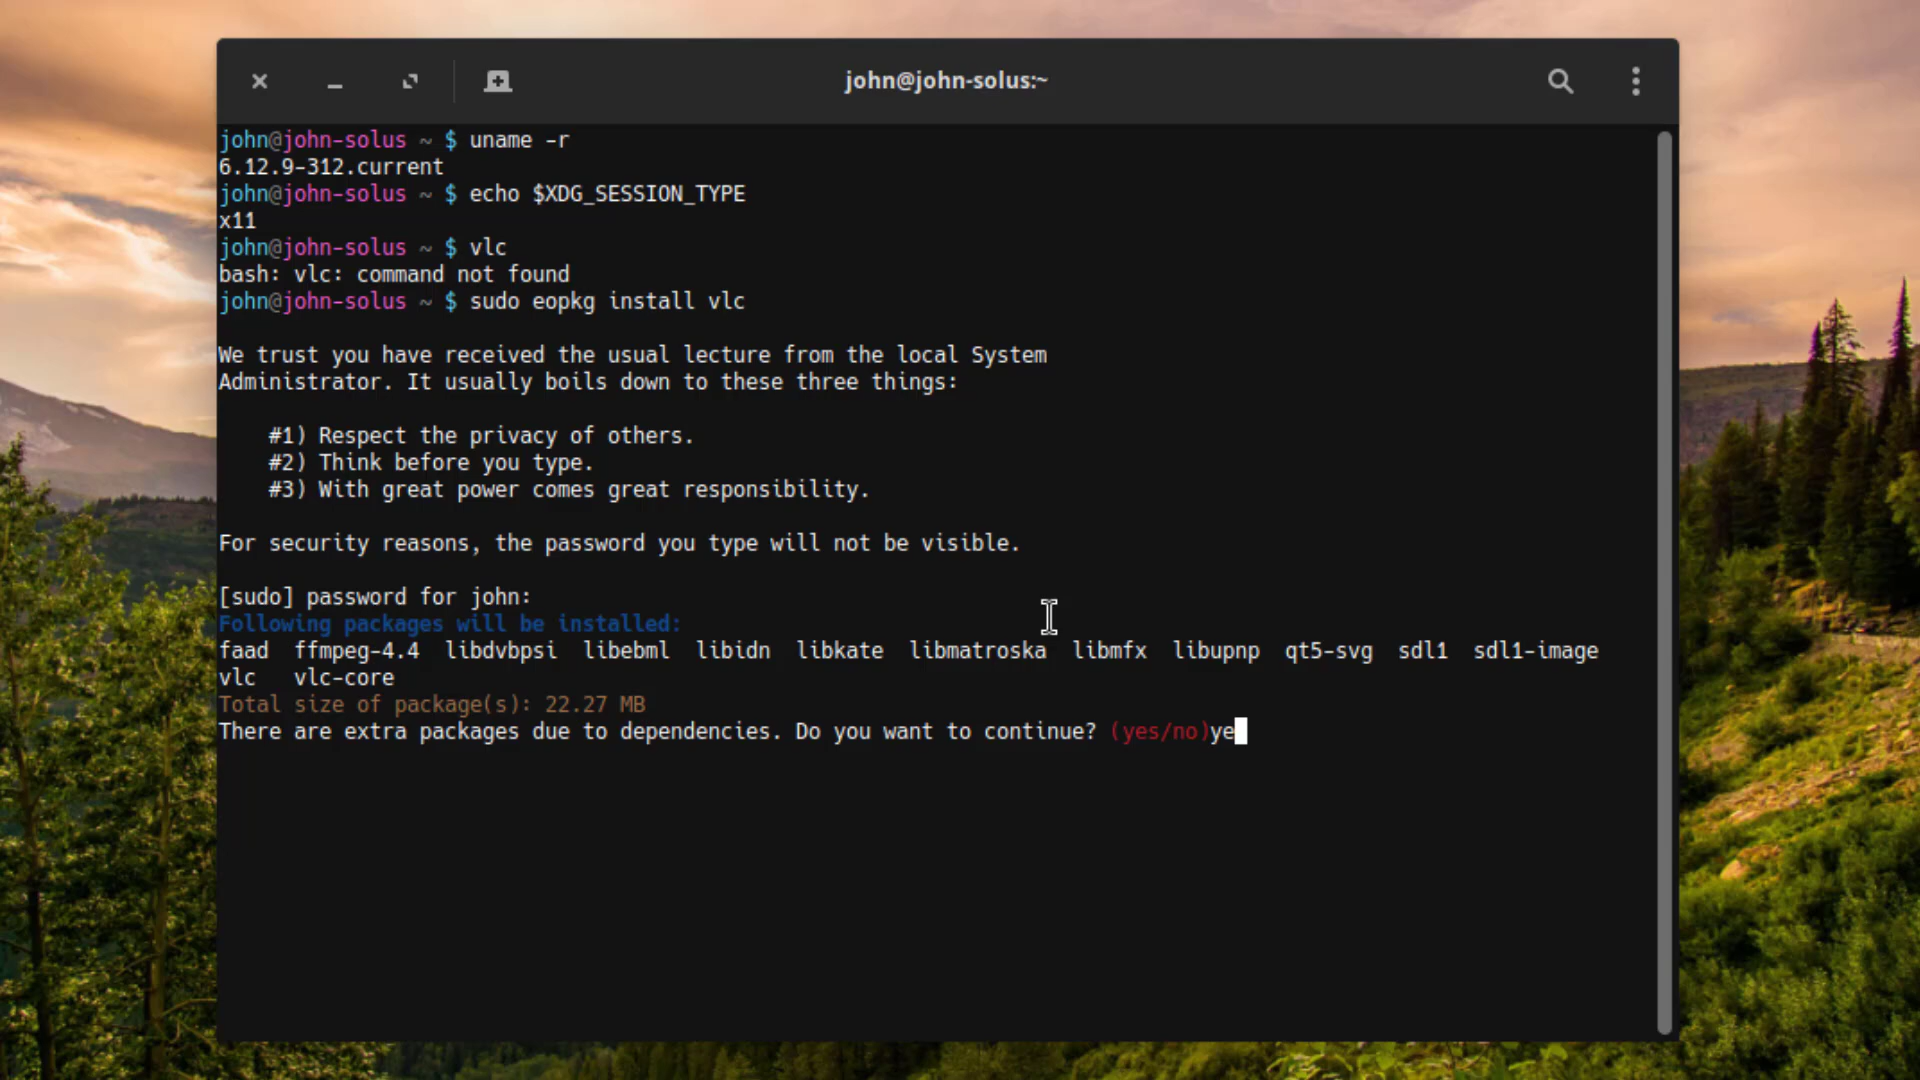 john@john-solus:~
john@john-solus ~ $ uname -r
6.12.9-312.current
john@john-solus ~ $ echo $XDG_SESSION_TYPE
x11
john@john-solus ~ $ vlc
bash: vlc: command not found
john@john-solus ~ $ sudo eopkg install vlc
We trust you have received the usual lecture from the local System
Administrator. It usually boils down to these three things:
#1) Respect the privacy of others.
#2) Think before you type.
#3) With great power comes great responsibility.
For security reasons, the password you type will not be visible.
[sudo] password for john:
Following packages will be installed:
faad  ffmpeg-4.4  libdvbpsi  libebml  libidn  libkate  libmatroska  libmfx  libupnp  qt5-svg  sdl1  sdl1-image
vlc   vlc-core
Total size of package(s): 22.27 MB
There are extra packages due to dependencies. Do you want to continue? (yes/no)ye